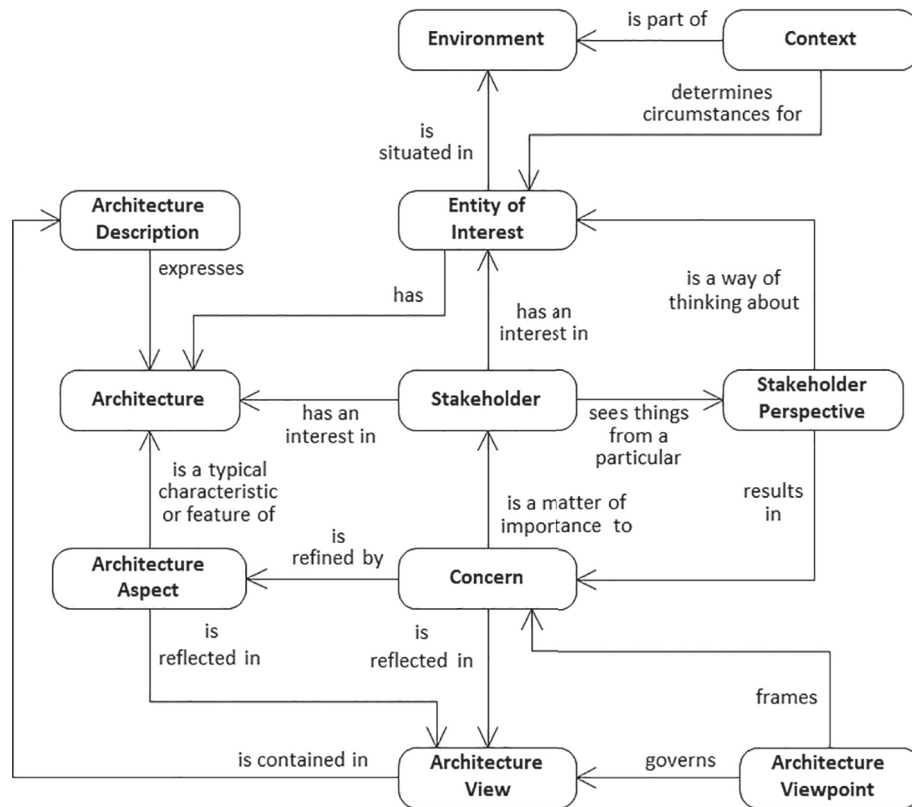 Environment
is part of
Context
determines
circumstances for
is
situated in
Architecture
Description
Entity of
Interest
expresses
has
has an
interest in
is a way of
thinking about
Architecture
has an
interest in
Stakeholder
sees things
from a
particular
Stakeholder
Perspective
is a typical
characteristic
or feature of
is a matter of
importance to
results
in
is
refined by
Architecture
Aspect
Concern
is
reflected in
is
reflected in
frames
is contained in
Architecture
View
governs
Architecture
Viewpoint